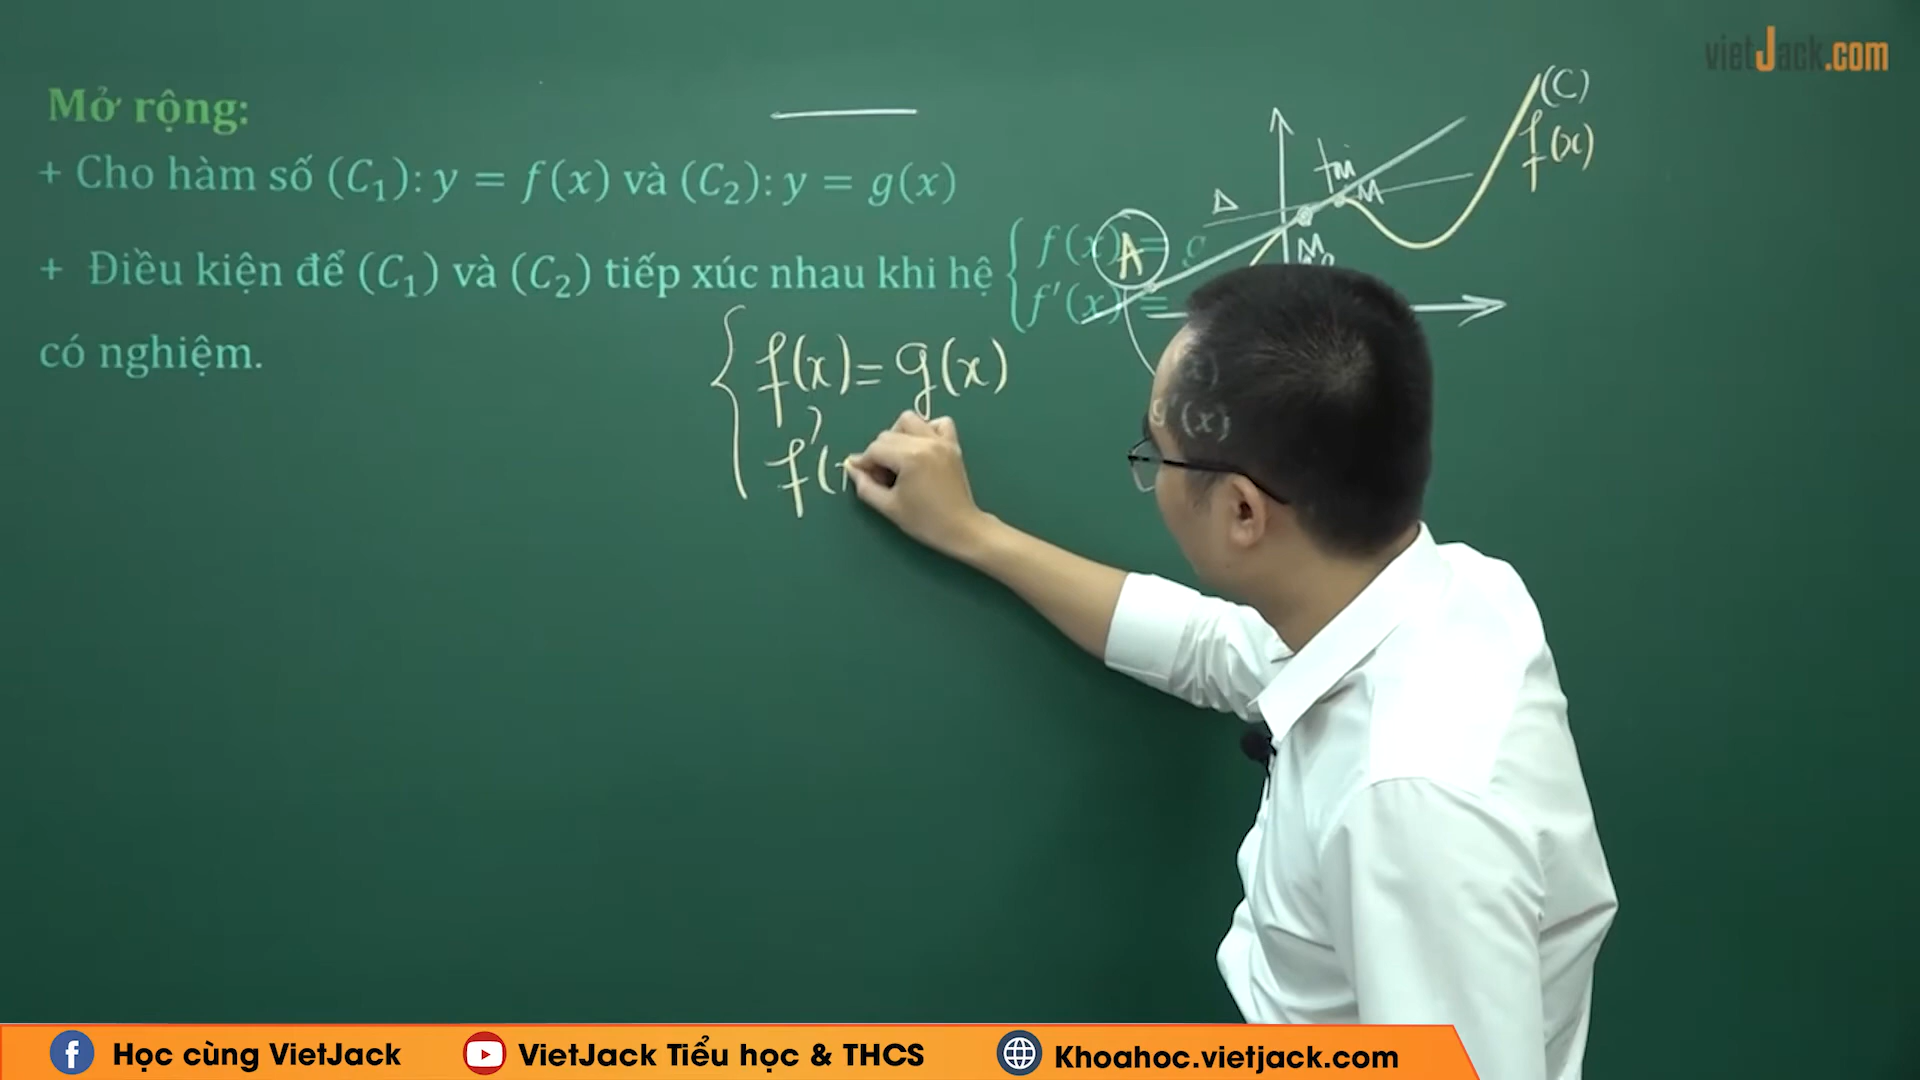 vietJack.com
Mở rộng:
+ Cho hàm số (C₁): y = f(x) và (C₂): y = g(x)
+ Điều kiện để (C₁) và (C₂) tiếp xúc nhau khi hệ { f(x) = g
f'(x) =
(x)
g'(x)
có nghiệm.
(C)
f(x)
Δ
M
A
M₀
{ f(x) = g(x)
f'(
Học cùng VietJack
VietJack Tiểu học & THCS
Khoahoc.vietjack.com